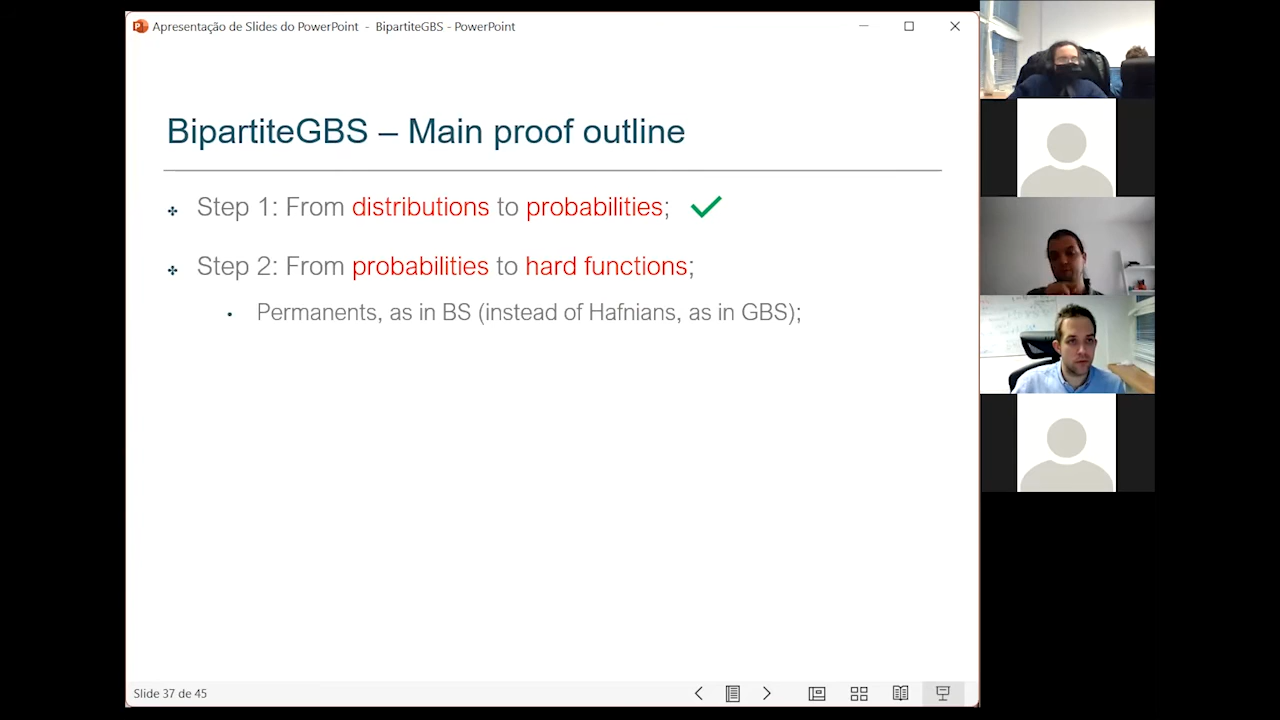 Apresentação de Slides do PowerPoint - BipartiteGBS - PowerPoint
BipartiteGBS – Main proof outline
Step 1: From distributions to probabilities;
Step 2: From probabilities to hard functions;
Permanents, as in BS (instead of Hafnians, as in GBS);
Slide 37 de 45